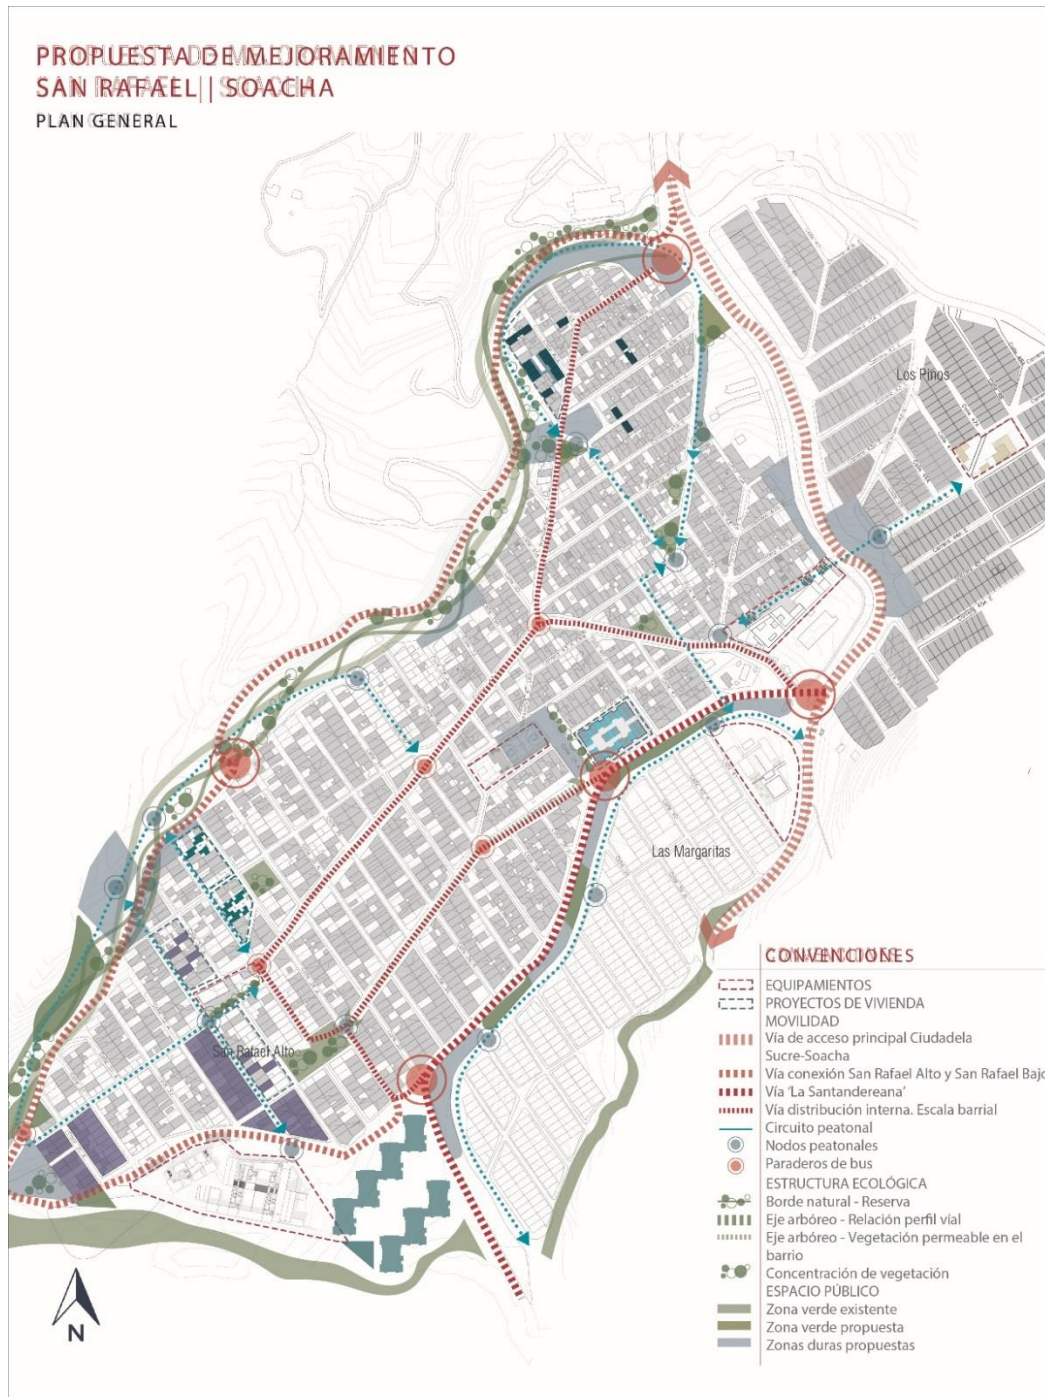 PROPUESTA DE MEJORAMIENTO
SAN RAFAEL || SOACHA
PLAN GENERAL
Los Pinos
Las Margaritas
San Rafael Alto
CONVENCIONES
EQUIPAMIENTOS
PROYECTOS DE VIVIENDA
MOVILIDAD
Vía de acceso principal Ciudadela
Sucre-Soacha
Vía conexión San Rafael Alto y San Rafael Bajo
Vía 'La Santandereana'
Vía distribución interna. Escala barrial
Circuito peatonal
Nodos peatonales
Paraderos de bus
ESTRUCTURA ECOLÓGICA
Borde natural - Reserva
Eje arbóreo - Relación perfil vial
Eje arbóreo - Vegetación permeable en el
barrio
Concentración de vegetación
ESPACIO PÚBLICO
Zona verde existente
Zona verde propuesta
Zonas duras propuestas
N